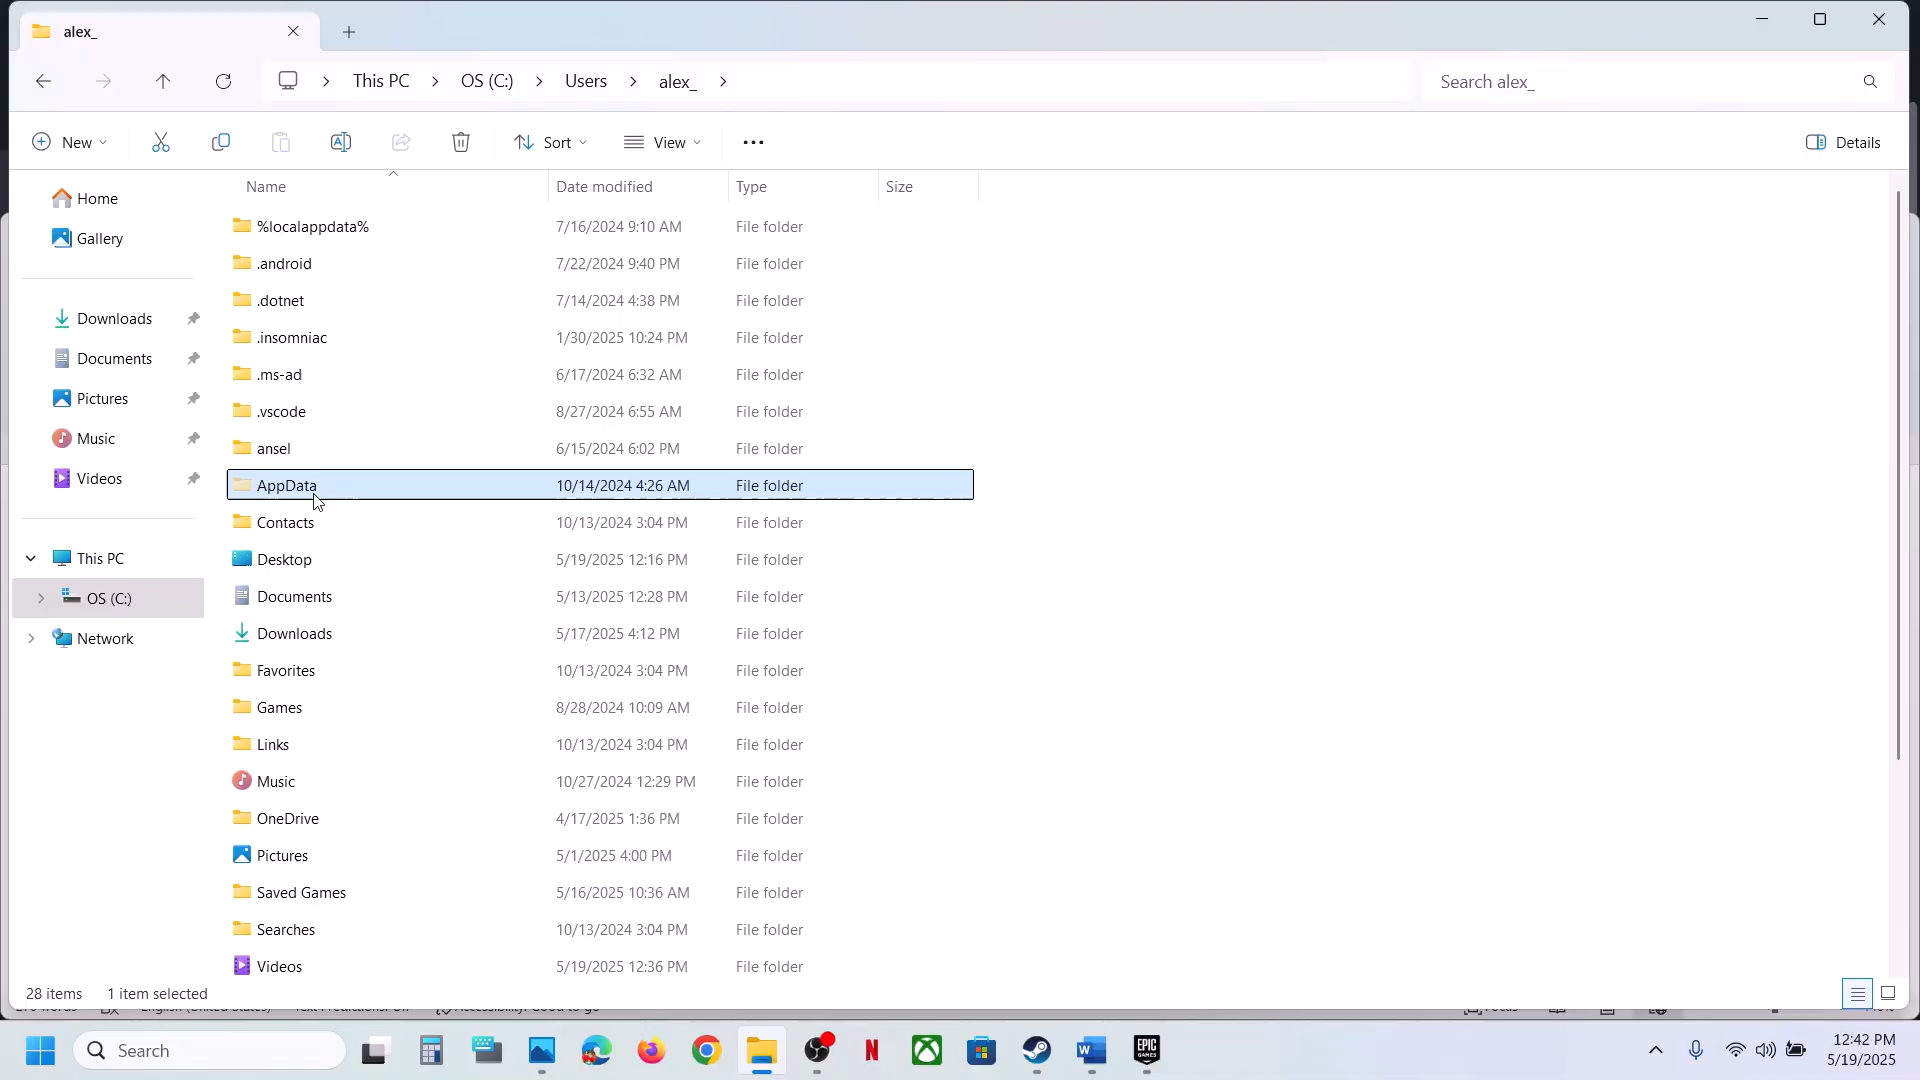 alex_
This PC
OS (C:)
Users
alex_
Search alex_
New
Sort
View
Details
Name
Date modified
Type
Size
Home
Gallery
Downloads
Documents
Pictures
Music
Videos
This PC
OS (C:)
Network
%localappdata% 7/16/2024 9:10 AM File folder
.android 7/22/2024 9:40 PM File folder
.dotnet 7/14/2024 4:38 PM File folder
.insomniac 1/30/2025 10:24 PM File folder
.ms-ad 6/17/2024 6:32 AM File folder
.vscode 8/27/2024 6:55 AM File folder
ansel 6/15/2024 6:02 PM File folder
AppData 10/14/2024 4:26 AM File folder
Contacts 10/13/2024 3:04 PM File folder
Desktop 5/19/2025 12:16 PM File folder
Documents 5/13/2025 12:28 PM File folder
Downloads 5/17/2025 4:12 PM File folder
Favorites 10/13/2024 3:04 PM File folder
Games 8/28/2024 10:09 AM File folder
Links 10/13/2024 3:04 PM File folder
Music 10/27/2024 12:29 PM File folder
OneDrive 4/17/2025 1:36 PM File folder
Pictures 5/1/2025 4:00 PM File folder
Saved Games 5/16/2025 10:36 AM File folder
Searches 10/13/2024 3:04 PM File folder
Videos 5/19/2025 12:36 PM File folder
28 items 1 item selected
Search
N
W
EPIC
GAMES
12:42 PM
5/19/2025